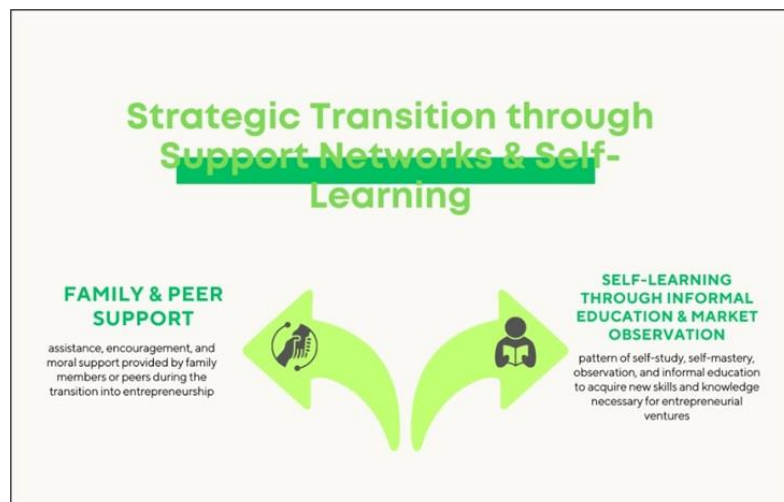 Strategic Transition through
Support Networks & Self-
Learning
FAMILY & PEER
SUPPORT
assistance, encouragement, and
moral support provided by family
members or peers during the
transition into entrepreneurship
SELF-LEARNING
THROUGH INFORMAL
EDUCATION & MARKET
OBSERVATION
pattern of self-study, self-mastery,
observation, and informal education
to acquire new skills and knowledge
necessary for entrepreneurial
ventures